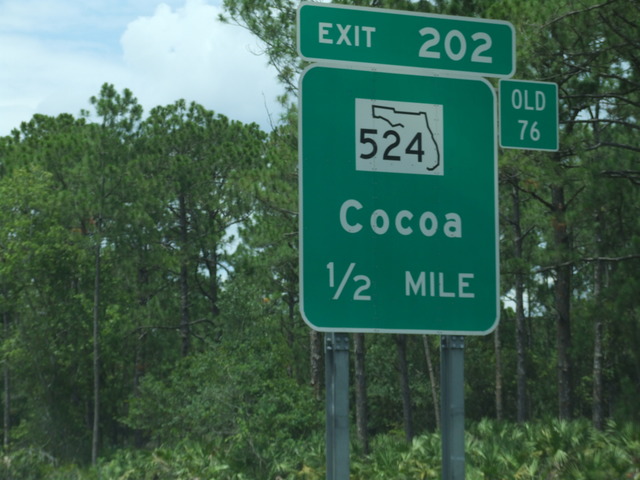 EXIT 202
OLD
76
524
Cocoa
1/2 MILE